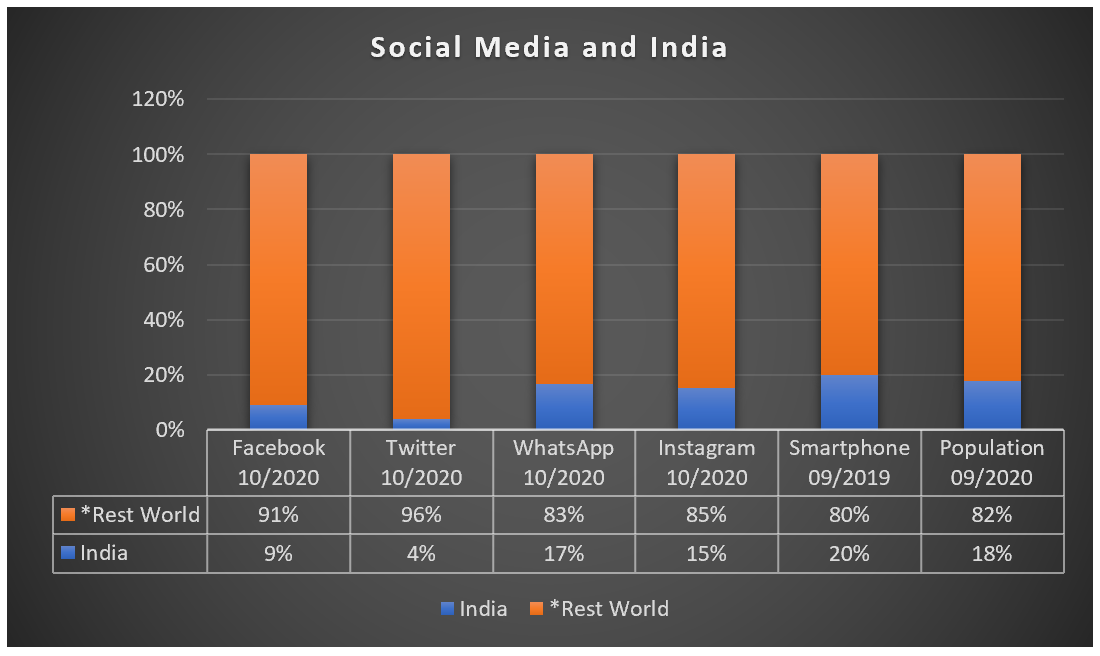 Social Media and India
120%
100%
80%
60%
40%
20%
0%
Facebook Twitter WhatsApp Instagram Smartphone Population
10/2020 10/2020 10/2020 10/2020 09/2019 09/2020
*Rest World 91% 96% 83% 85% 80% 82%
India 9% 4% 17% 15% 20% 18%
India *Rest World